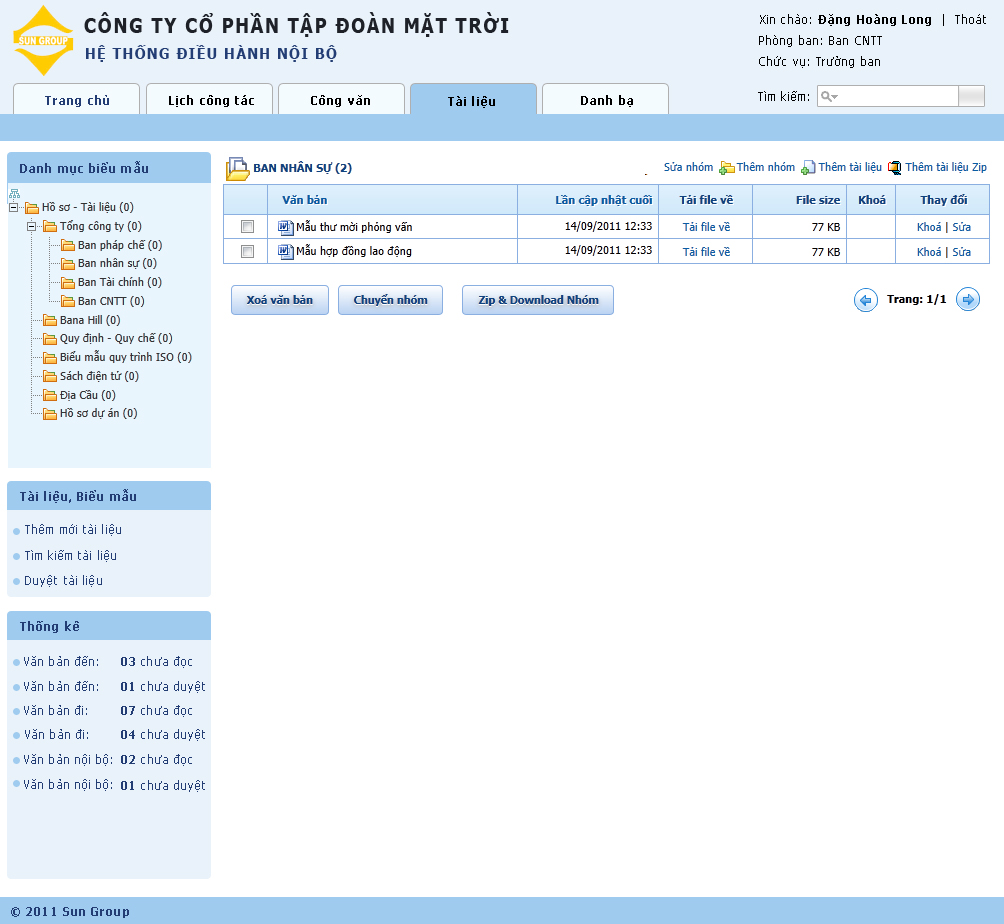 SUN GROUP
CÔNG TY CỔ PHẦN TẬP ĐOÀN MẶT TRỜI
HỆ THỐNG ĐIỀU HÀNH NỘI BỘ
Xin chào: Đặng Hoàng Long | Thoát
Phòng ban: Ban CNTT
Chức vụ: Trưởng ban
Tìm kiếm:
Trang chủ Lịch công tác Công văn Tài liệu Danh bạ
Danh mục biểu mẫu
Hồ sơ - Tài liệu (0)
Tổng công ty (0)
Ban pháp chế (0)
Ban nhân sự (0)
Ban Tài chính (0)
Ban CNTT (0)
Bana Hill (0)
Quy định - Quy chế (0)
Biểu mẫu quy trình ISO (0)
Sách điện tử (0)
Địa Cầu (0)
Hồ sơ dự án (0)
Tài liệu, Biểu mẫu
Thêm mới tài liệu
Tìm kiếm tài liệu
Duyệt tài liệu
Thống kê
Văn bản đến: 03 chưa đọc
Văn bản đến: 01 chưa duyệt
Văn bản đi: 07 chưa đọc
Văn bản đi: 04 chưa duyệt
Văn bản nội bộ: 02 chưa đọc
Văn bản nội bộ: 01 chưa duyệt
BAN NHÂN SỰ (2)
Sửa nhóm Thêm nhóm Thêm tài liệu Thêm tài liệu Zip
Văn bản Lần cập nhật cuối Tải file về File size Khoá Thay đổi
Mẫu thư mời phỏng vấn 14/09/2011 12:33 Tải file về 77 KB Khoá | Sửa
Mẫu hợp đồng lao động 14/09/2011 12:33 Tải file về 77 KB Khoá | Sửa
Xoá văn bản Chuyển nhóm Zip & Download Nhóm Trang: 1/1
© 2011 Sun Group